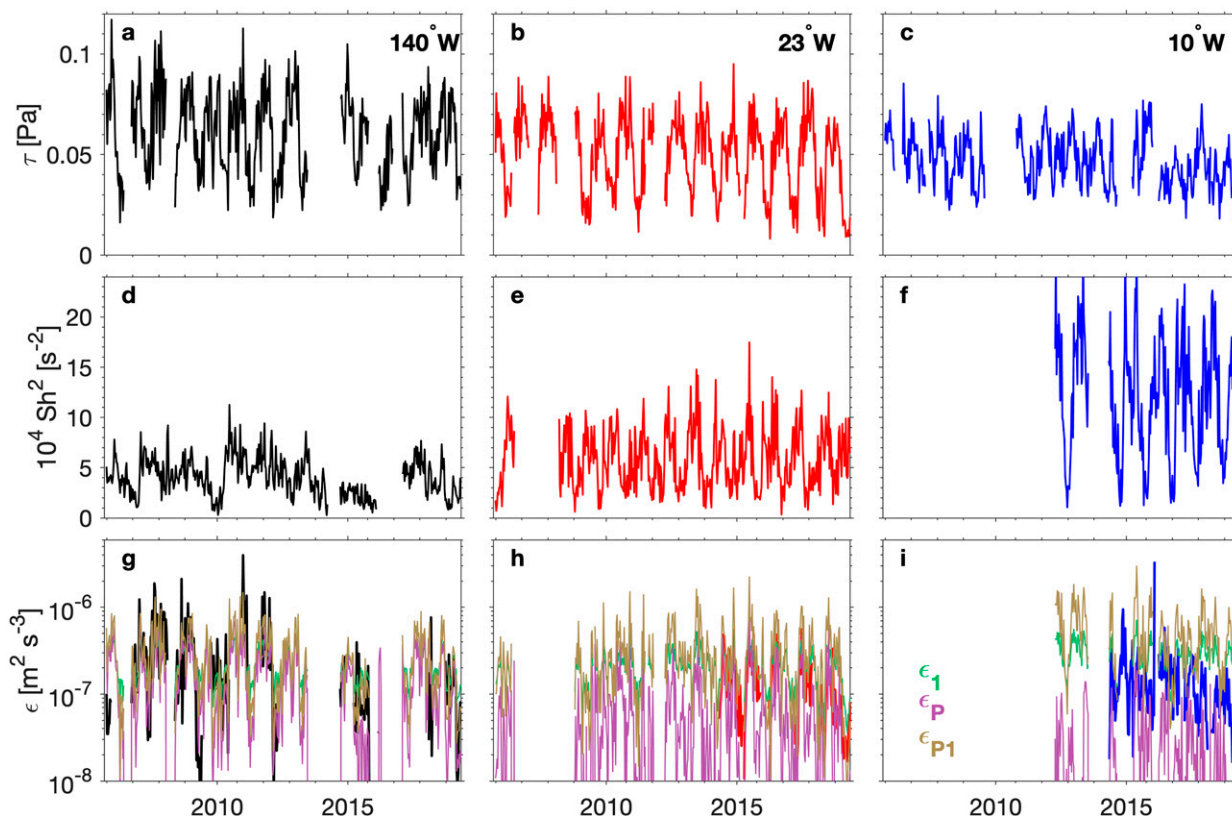 a 140°W b 23°W c 10°W
0.1
τ [Pa]
0.05
0
d e f
20
15
10⁴ Sh² [s⁻²]
10
5
0
g h i
10⁻⁶
ϵ [m² s⁻³]
10⁻⁷
ϵ₁
ϵP
ϵP1
10⁻⁸
2010 2015 2010 2015 2010 2015